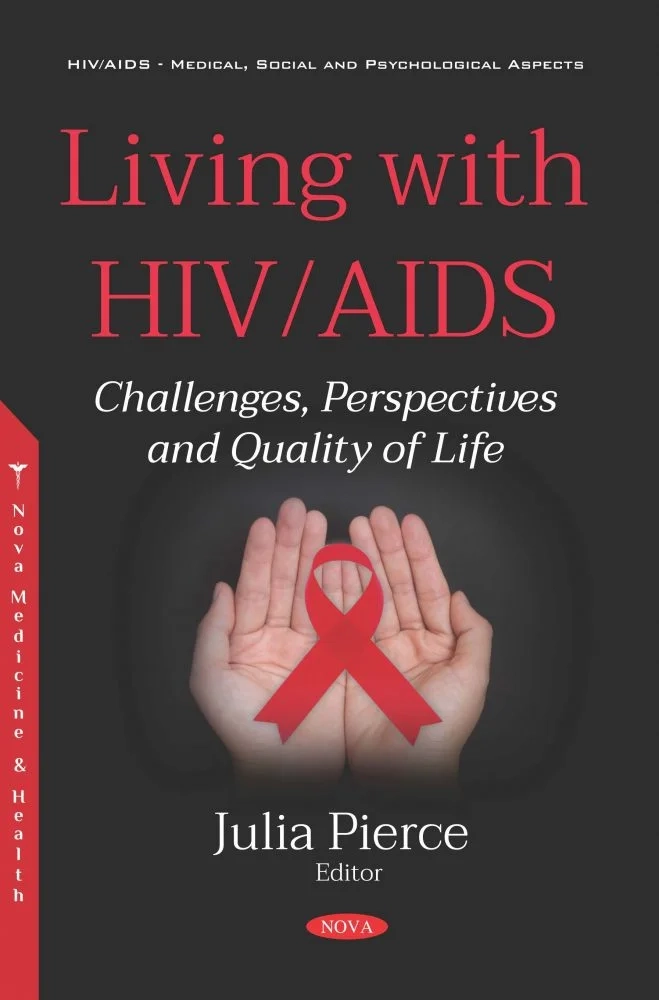 HIV/AIDS - Medical, Social and Psychological Aspects
Living with
HIV/AIDS
Challenges, Perspectives
and Quality of Life
Nova Medicine & Health
Julia Pierce
Editor
NOVA